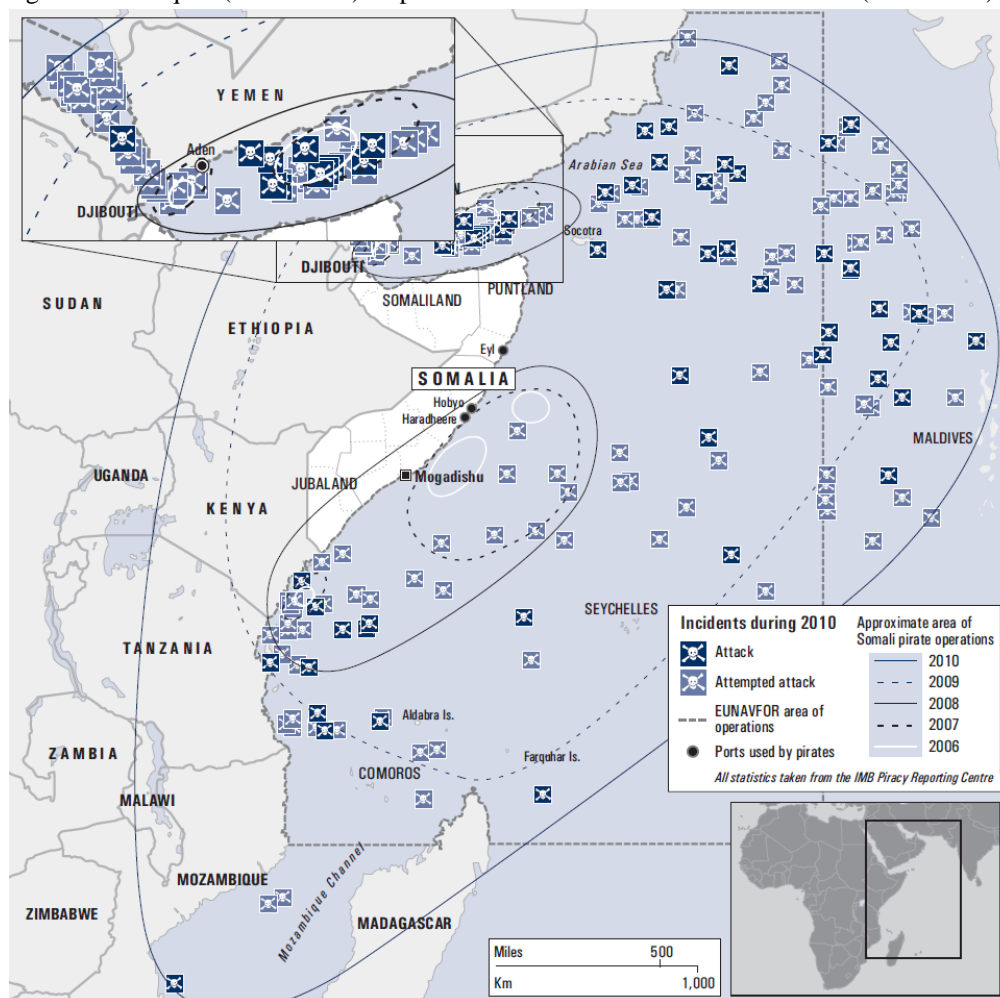 YEMEN
Aden
DJIBOUTI
Arabian Sea
N
Socotra
DJIBOUTI
PUNTLAND
SOMALILAND
SUDAN
ETHIOPIA
Eyl
SOMALIA
Hobyo
Haradheere
MALDIVES
UGANDA
Mogadishu
JUBALAND
KENYA
SEYCHELLES
TANZANIA
Aldabra Is.
ZAMBIA
Farquhar Is.
COMOROS
MALAWI
MOZAMBIQUE
Mozambique Channel
ZIMBABWE
MADAGASCAR
Incidents during 2010
Attack
Attempted attack
EUNAVFOR area of
operations
Ports used by pirates
Approximate area of
Somali pirate operations
2010
2009
2008
2007
2006
All statistics taken from the IMB Piracy Reporting Centre
Miles 500
Km 1,000